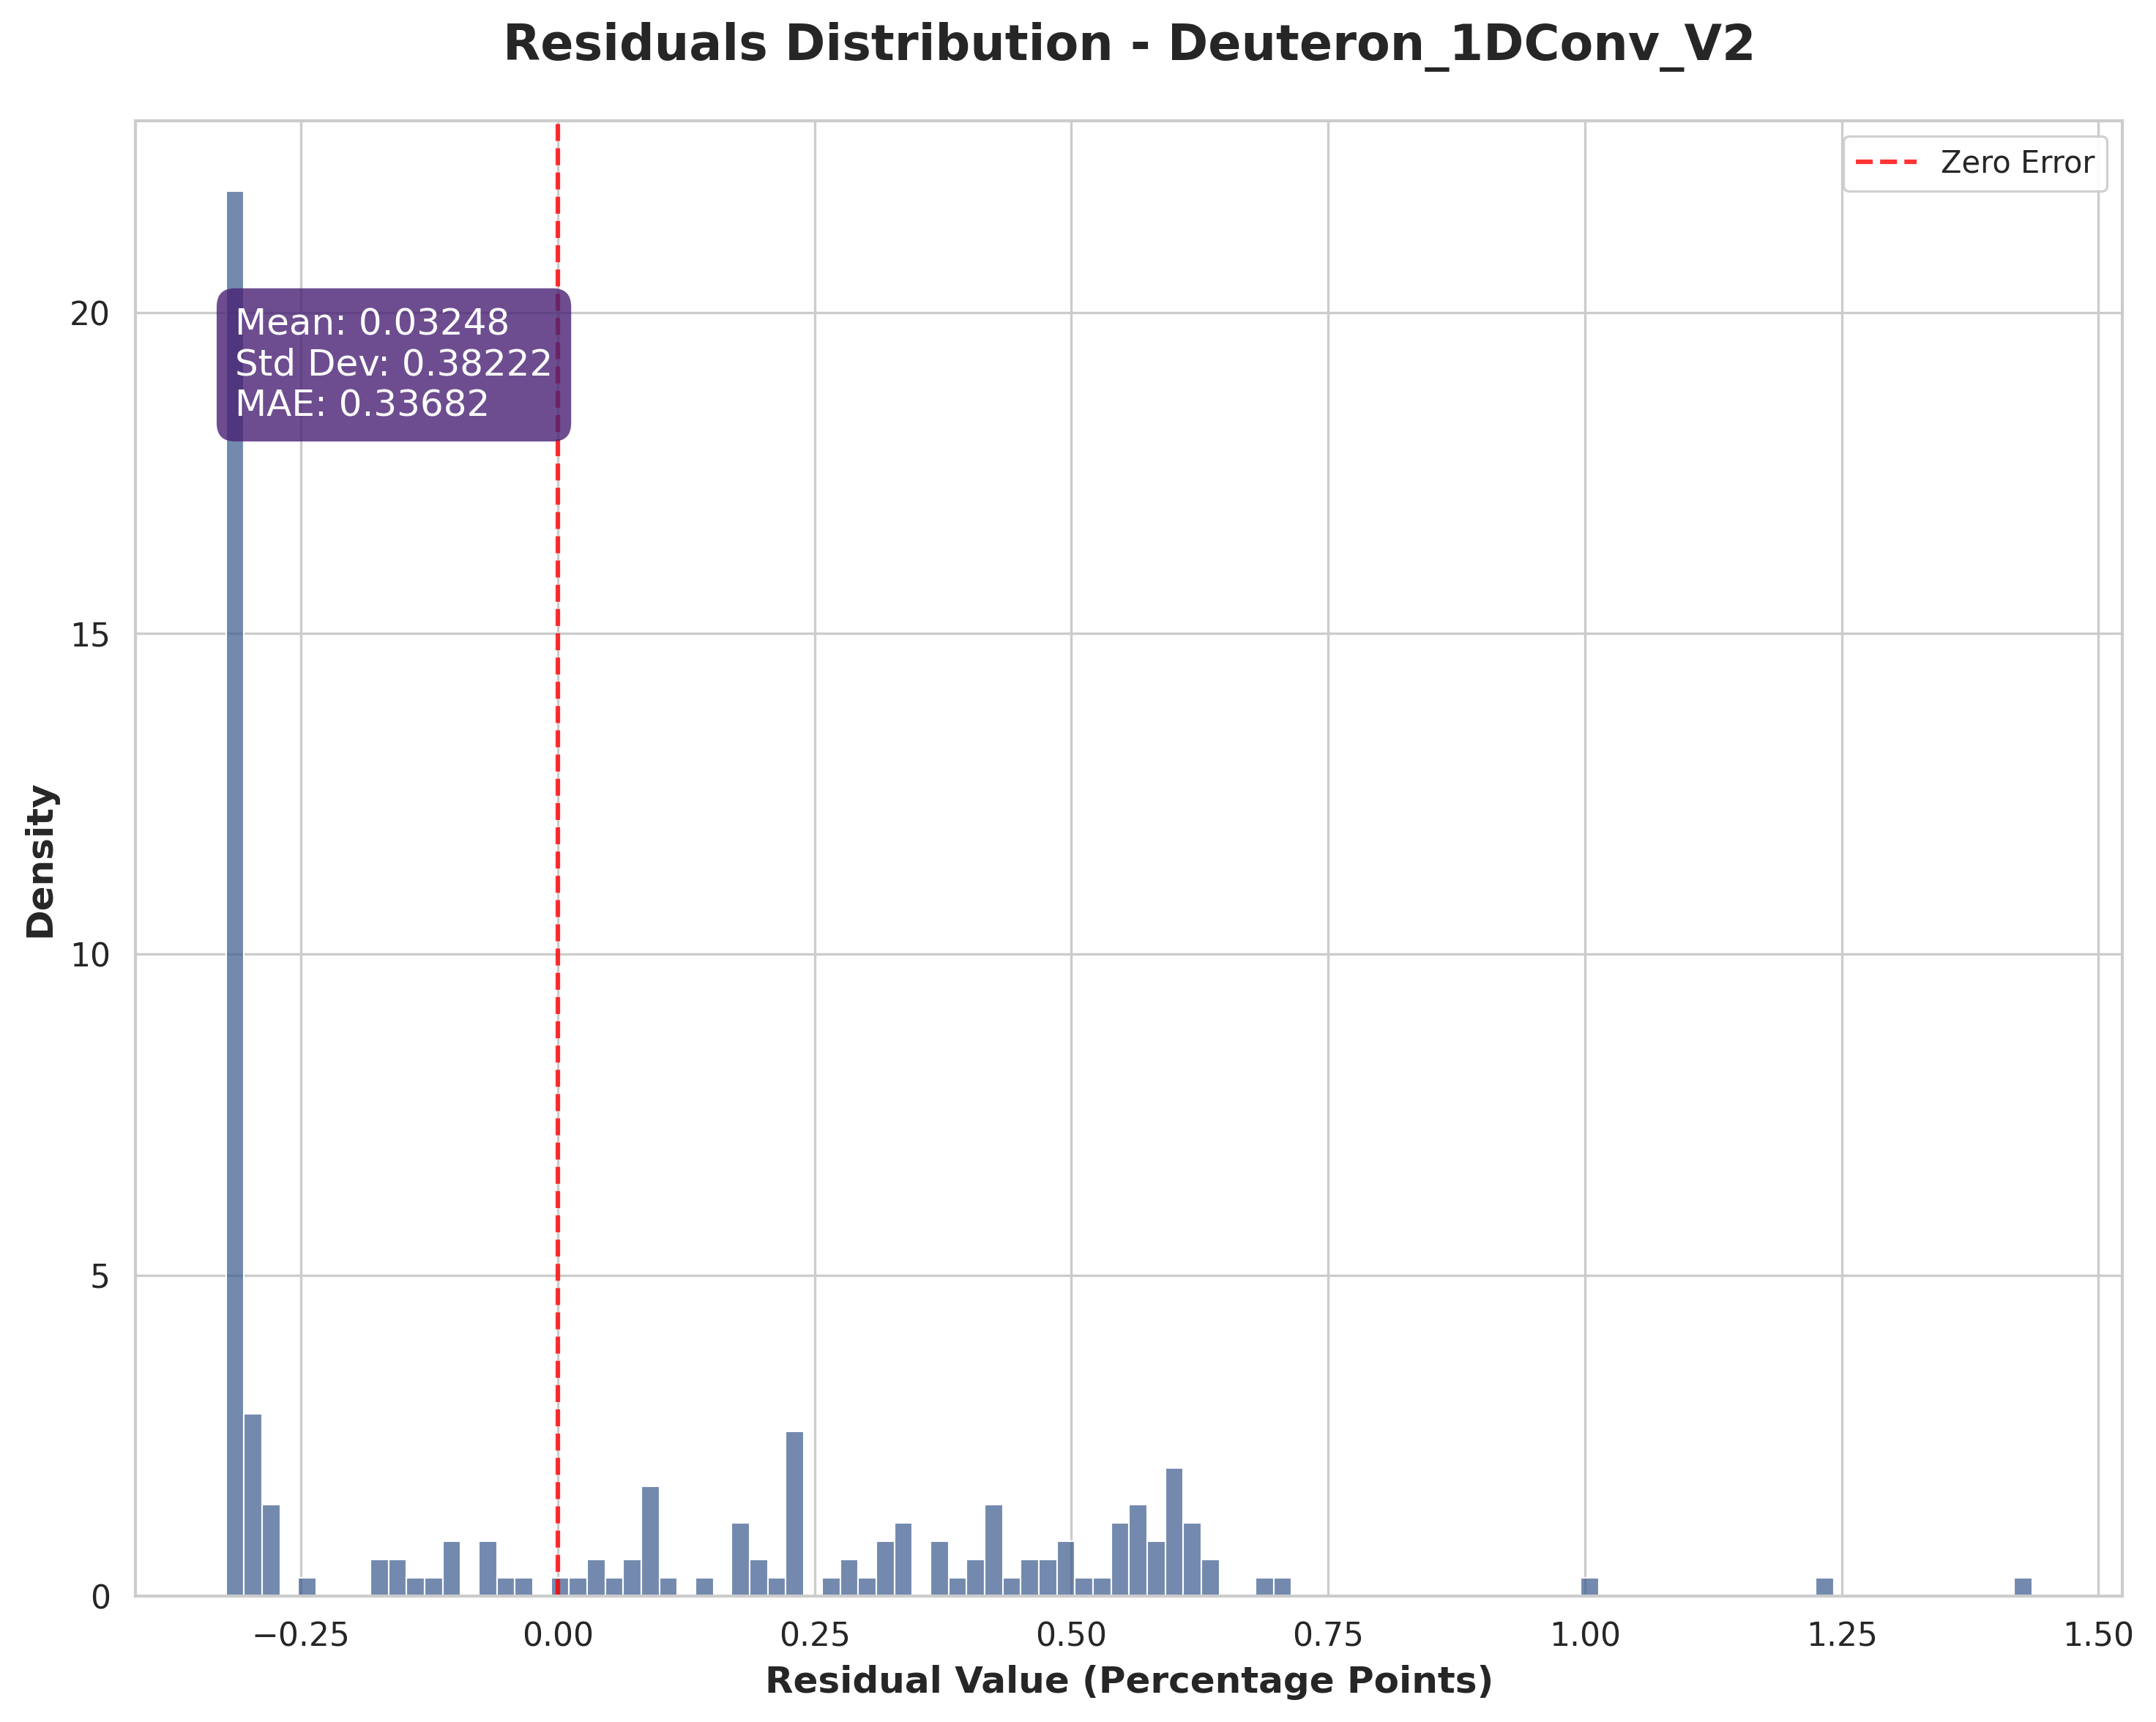 Residuals Distribution - Deuteron_1DConv_V2
Zero Error
Mean: 0.03248
Std Dev: 0.38222
MAE: 0.33682
Density
20
15
10
5
0
−0.25 0.00 0.25 0.50 0.75 1.00 1.25 1.50
Residual Value (Percentage Points)